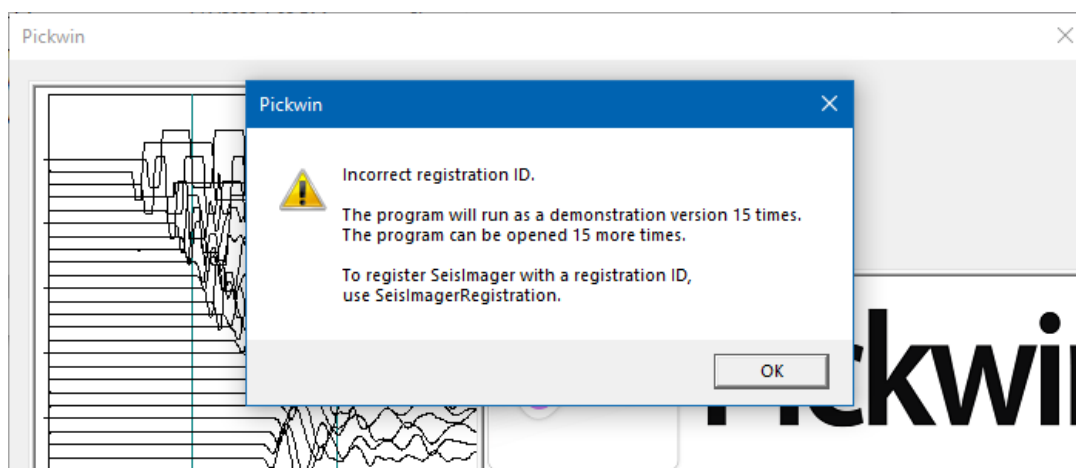 Pickwin
Pickwin
Incorrect registration ID.
The program will run as a demonstration version 15 times.
The program can be opened 15 more times.
To register SeisImager with a registration ID,
use SeisImagerRegistration.
OK